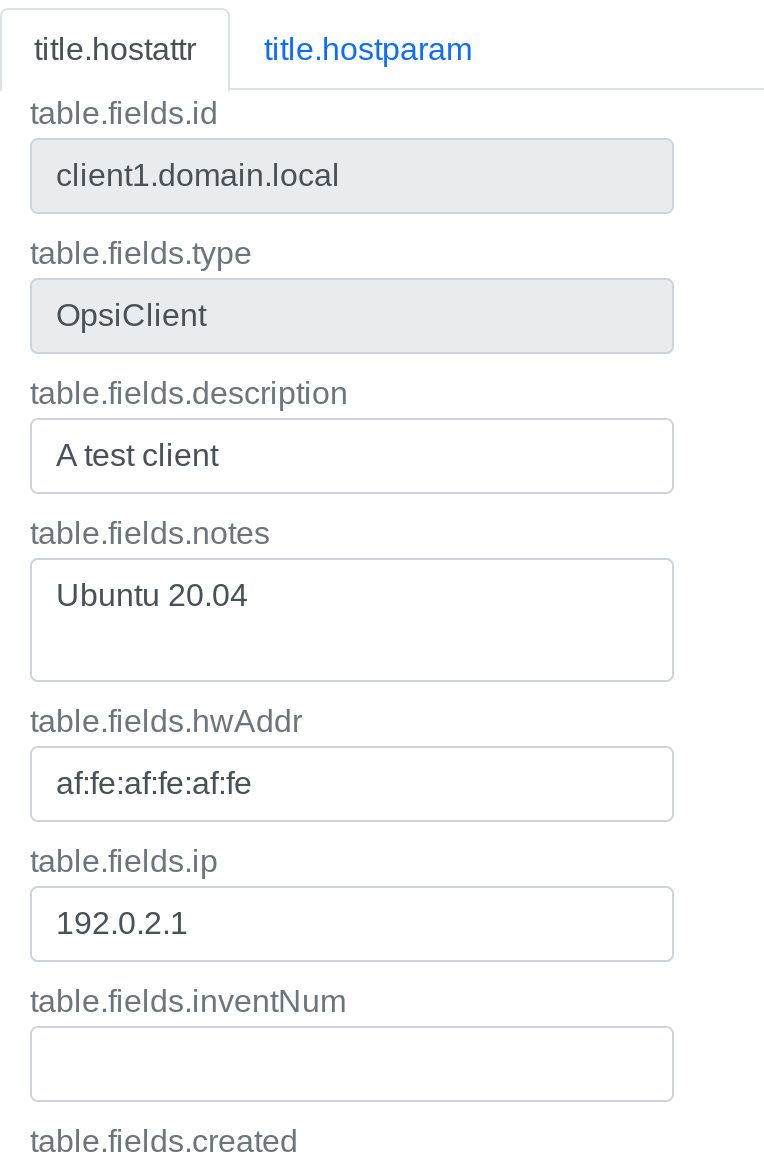 title.hostattr title.hostparam
table.fields.id
client1.domain.local
table.fields.type
OpsiClient
table.fields.description
A test client
table.fields.notes
Ubuntu 20.04
table.fields.hwAddr
af:fe:af:fe:af:fe
table.fields.ip
192.0.2.1
table.fields.inventNum
table.fields.created